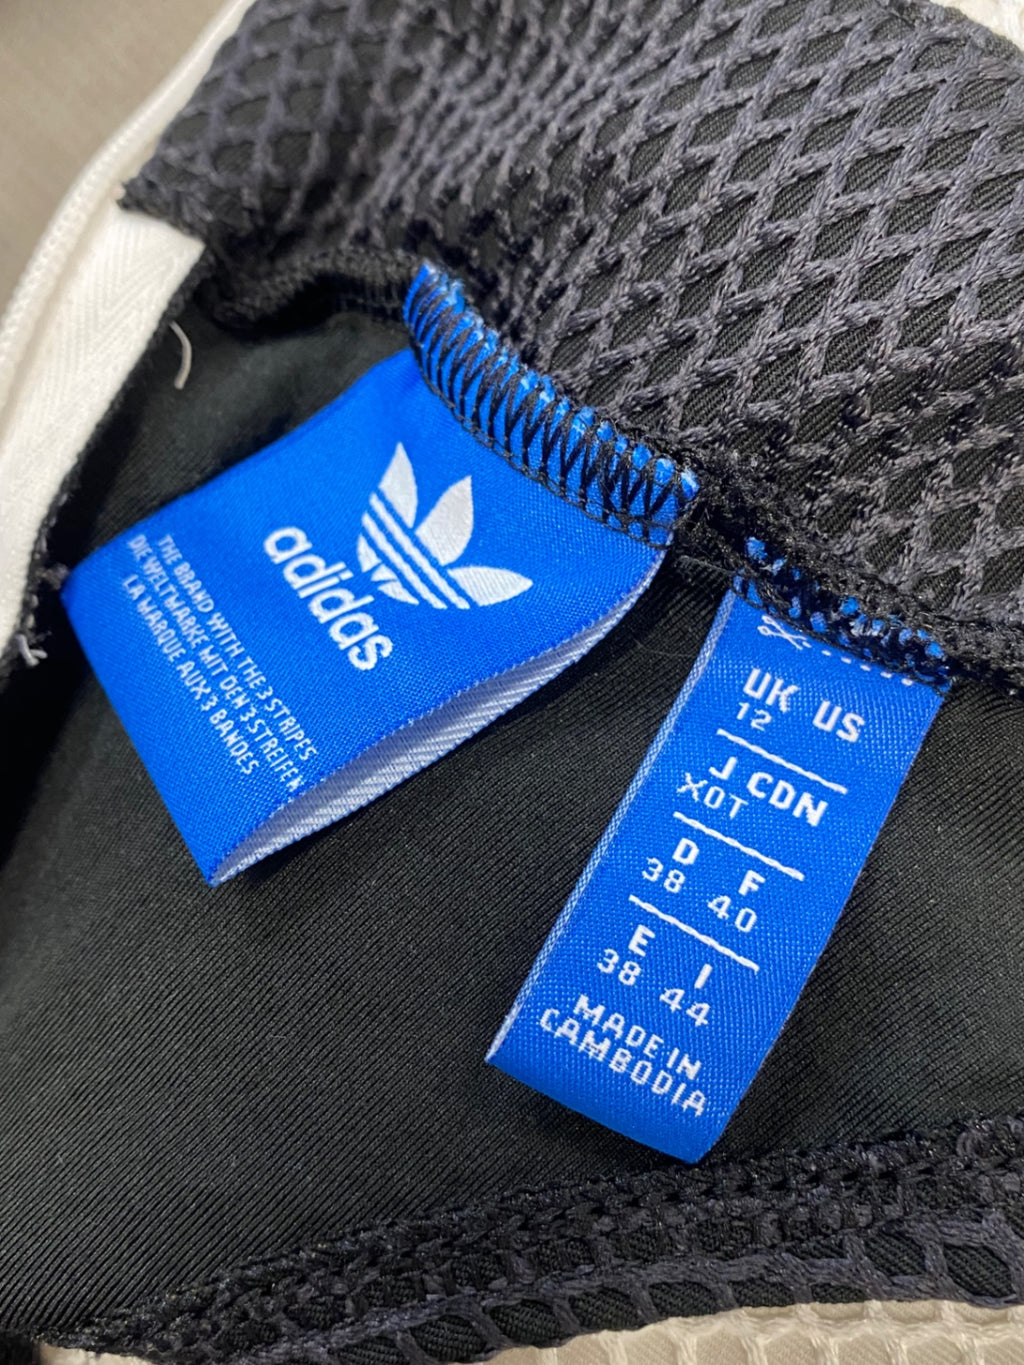 adidas
THE BRAND WITH THE 3 STRIPES
DIE WELTMARKE MIT DEN 3 STREIFEN
LA MARQUE AUX 3 BANDES
UK US
12
J CDN
XOT
D F
38 40
E I
38 44
MADE IN
CAMBODIA